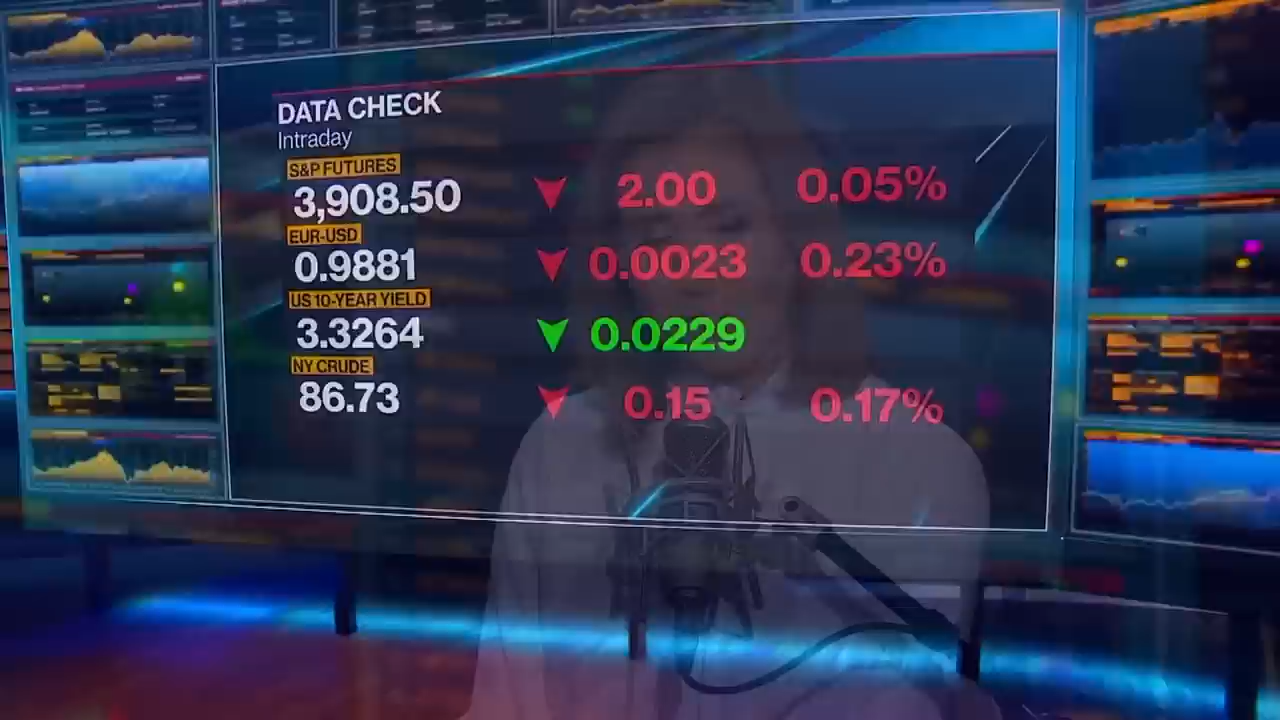 DATA CHECK
Intraday
S&P FUTURES
3,908.50 ▼ 2.00 0.05%
EUR-USD
0.9881 ▼ 0.0023 0.23%
US 10-YEAR YIELD
3.3264 ▼ 0.0229
NY CRUDE
86.73 ▼ 0.15 0.17%